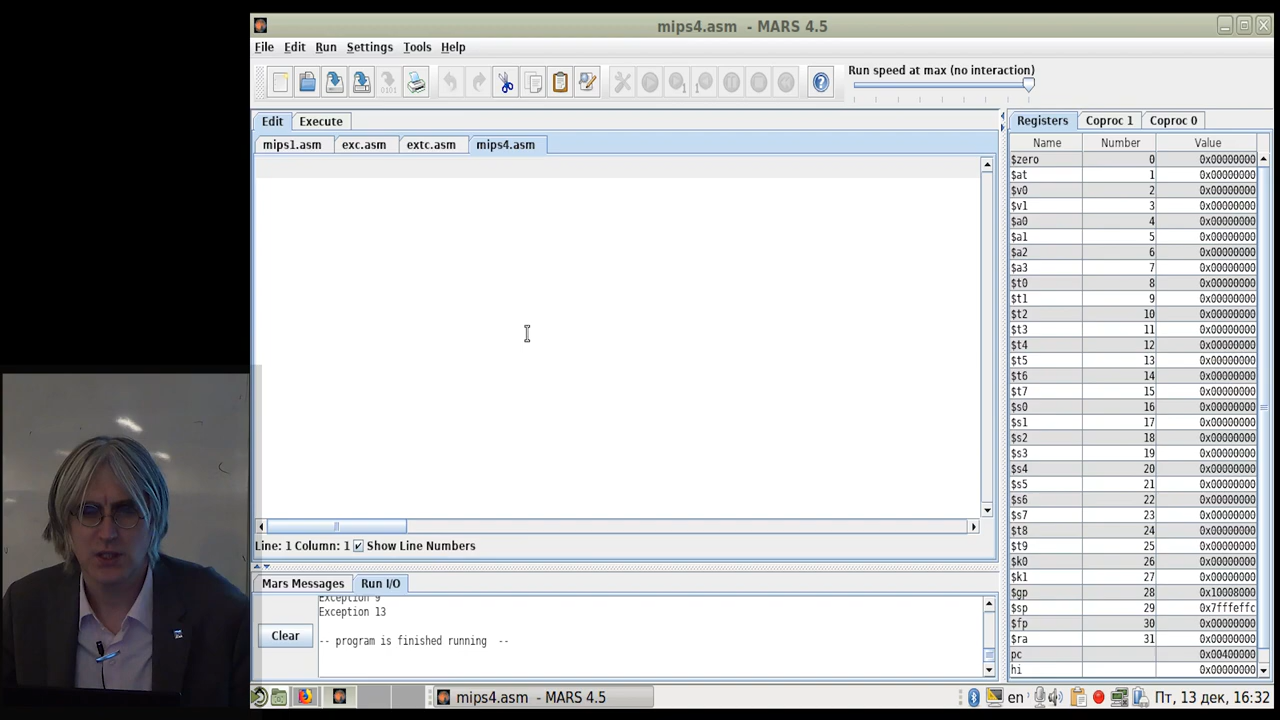 mips4.asm - MARS 4.5
File Edit Run Settings Tools Help
Run speed at max (no interaction)
Edit Execute
mips1.asm exc.asm extc.asm mips4.asm
Line: 1 Column: 1 Show Line Numbers
Mars Messages Run I/O
Exception 9
Exception 13
Clear
-- program is finished running --
Registers Coproc 1 Coproc 0
Name Number Value
$zero 0 0x00000000
$at 1 0x00000000
$v0 2 0x00000000
$v1 3 0x00000000
$a0 4 0x00000000
$a1 5 0x00000000
$a2 6 0x00000000
$a3 7 0x00000000
$t0 8 0x00000000
$t1 9 0x00000000
$t2 10 0x00000000
$t3 11 0x00000000
$t4 12 0x00000000
$t5 13 0x00000000
$t6 14 0x00000000
$t7 15 0x00000000
$s0 16 0x00000000
$s1 17 0x00000000
$s2 18 0x00000000
$s3 19 0x00000000
$s4 20 0x00000000
$s5 21 0x00000000
$s6 22 0x00000000
$s7 23 0x00000000
$t8 24 0x00000000
$t9 25 0x00000000
$k0 26 0x00000000
$k1 27 0x00000000
$gp 28 0x10008000
$sp 29 0x7fffeffc
$fp 30 0x00000000
$ra 31 0x00000000
pc 0x00400000
hi 0x00000000
mips4.asm - MARS 4.5
en Пт, 13 дек, 16:32